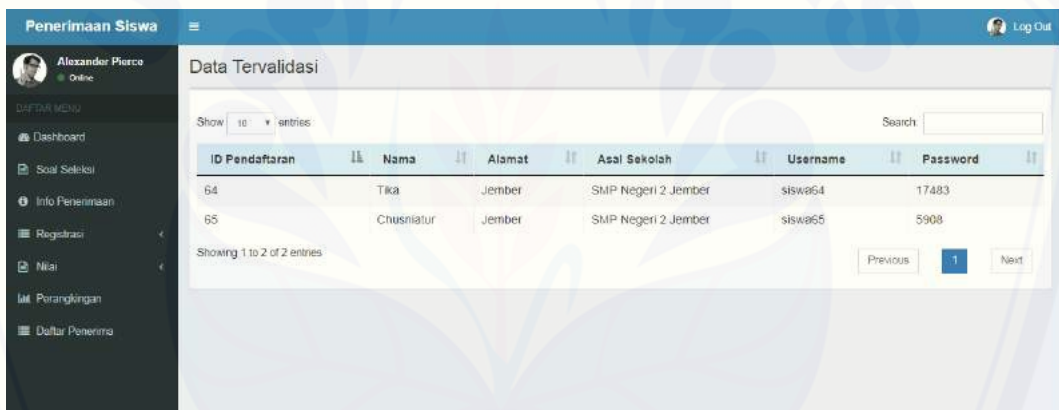 Penerimaan Siswa
Log Out
Alexander Pierce
Online
Data Tervalidasi
DAFTAR MENU
Show 10 entries
Search:
Dashboard
ID Pendaftaran Nama Alamat Asal Sekolah Username Password
Soal Seleksi
64 Tika Jember SMP Negeri 2 Jember siswa64 17483
Info Penerimaan
65 Chusniatur Jember SMP Negeri 2 Jember siswa65 5908
Registrasi
Showing 1 to 2 of 2 entries
Previous 1 Next
Nilai
Perangkingan
Daftar Penerima